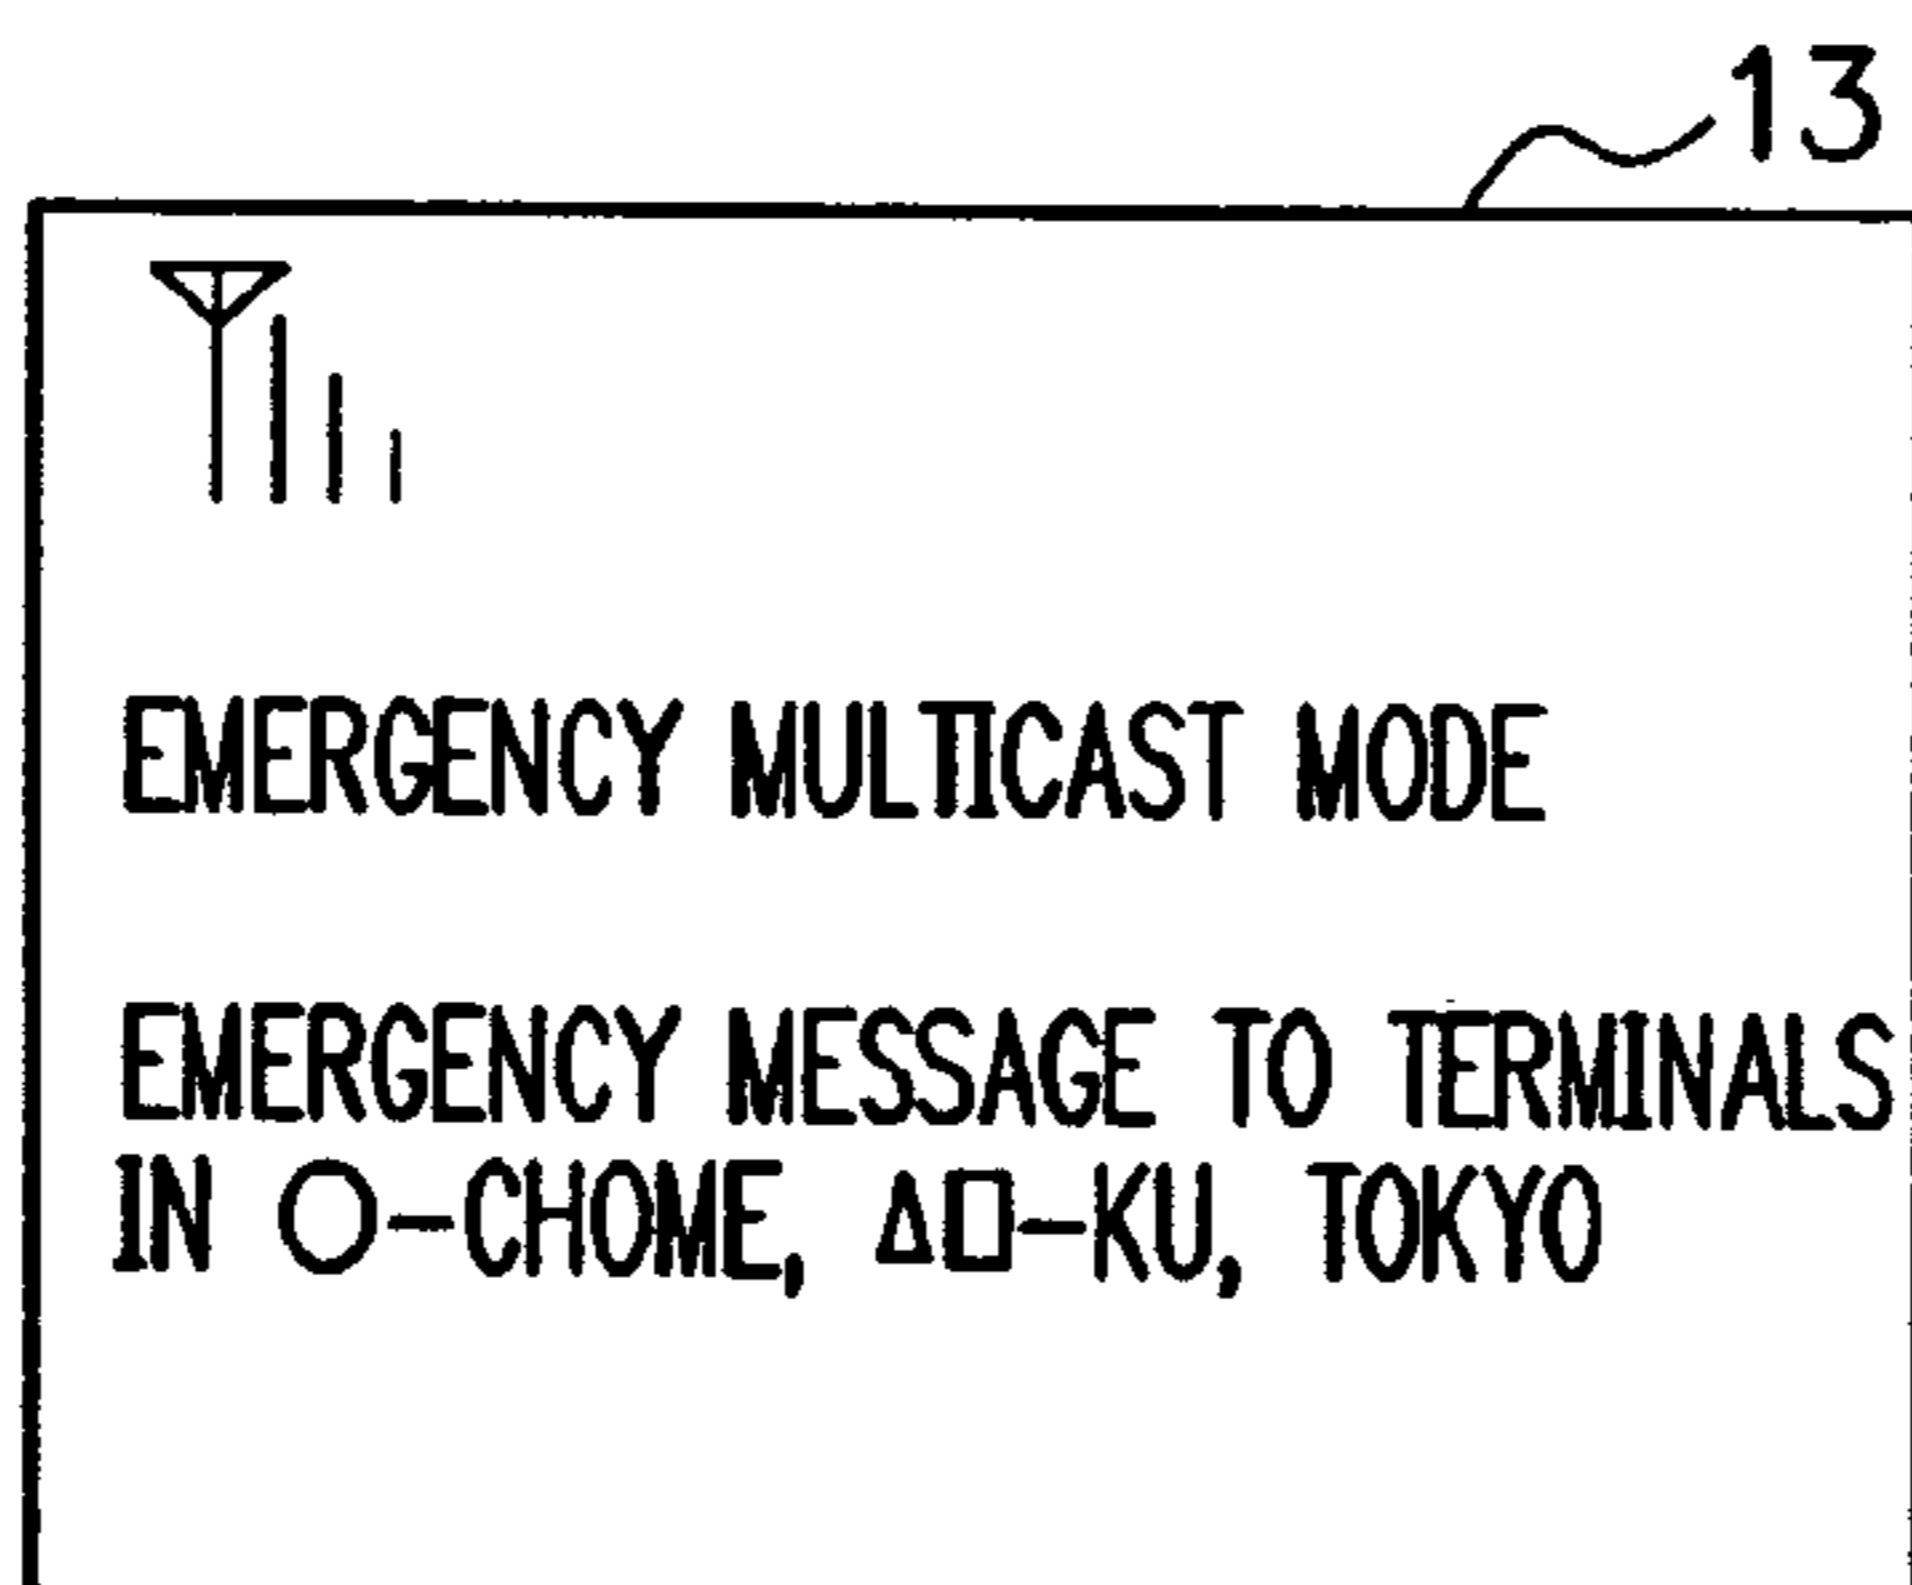 13
EMERGENCY MULTICAST MODE
EMERGENCY MESSAGE TO TERMINALS
IN ○-CHOME, △□-KU, TOKYO